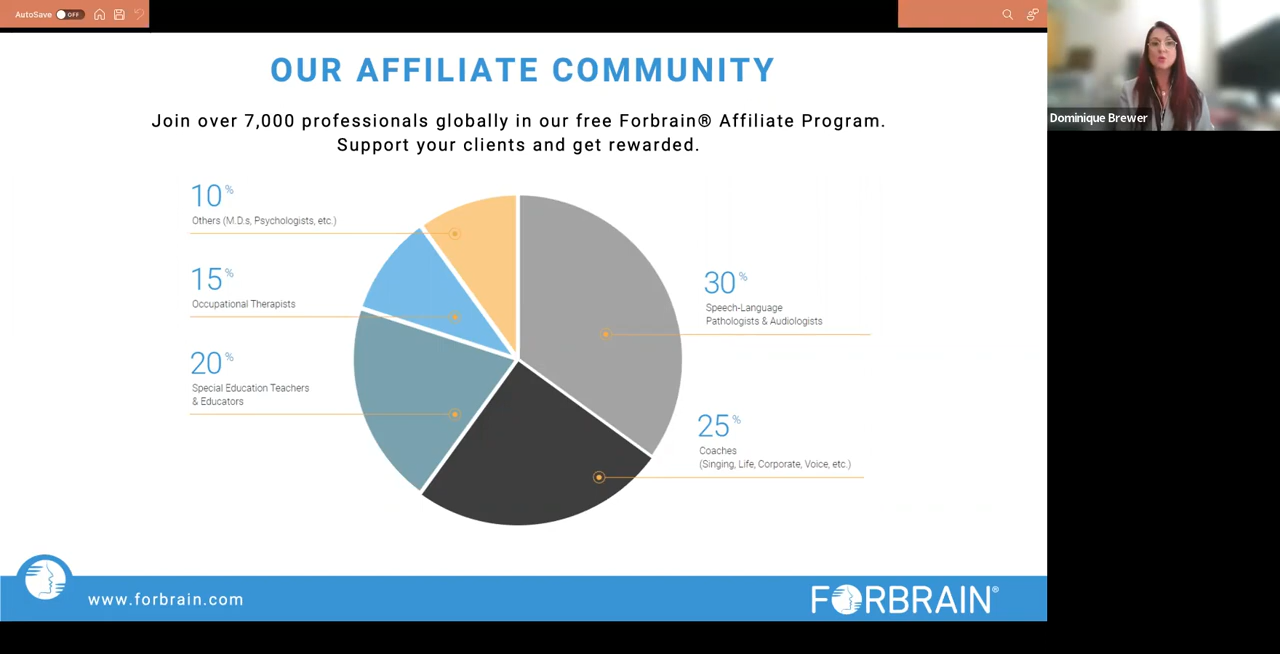 AutoSave OFF
Dominique Brewer
OUR AFFILIATE COMMUNITY
Join over 7,000 professionals globally in our free Forbrain® Affiliate Program.
Support your clients and get rewarded.
10%
Others (M.D.s, Psychologists, etc.)
15%
Occupational Therapists
20%
Special Education Teachers
& Educators
30%
Speech-Language
Pathologists & Audiologists
25%
Coaches
(Singing, Life, Corporate, Voice, etc.)
www.forbrain.com
FORBRAIN®